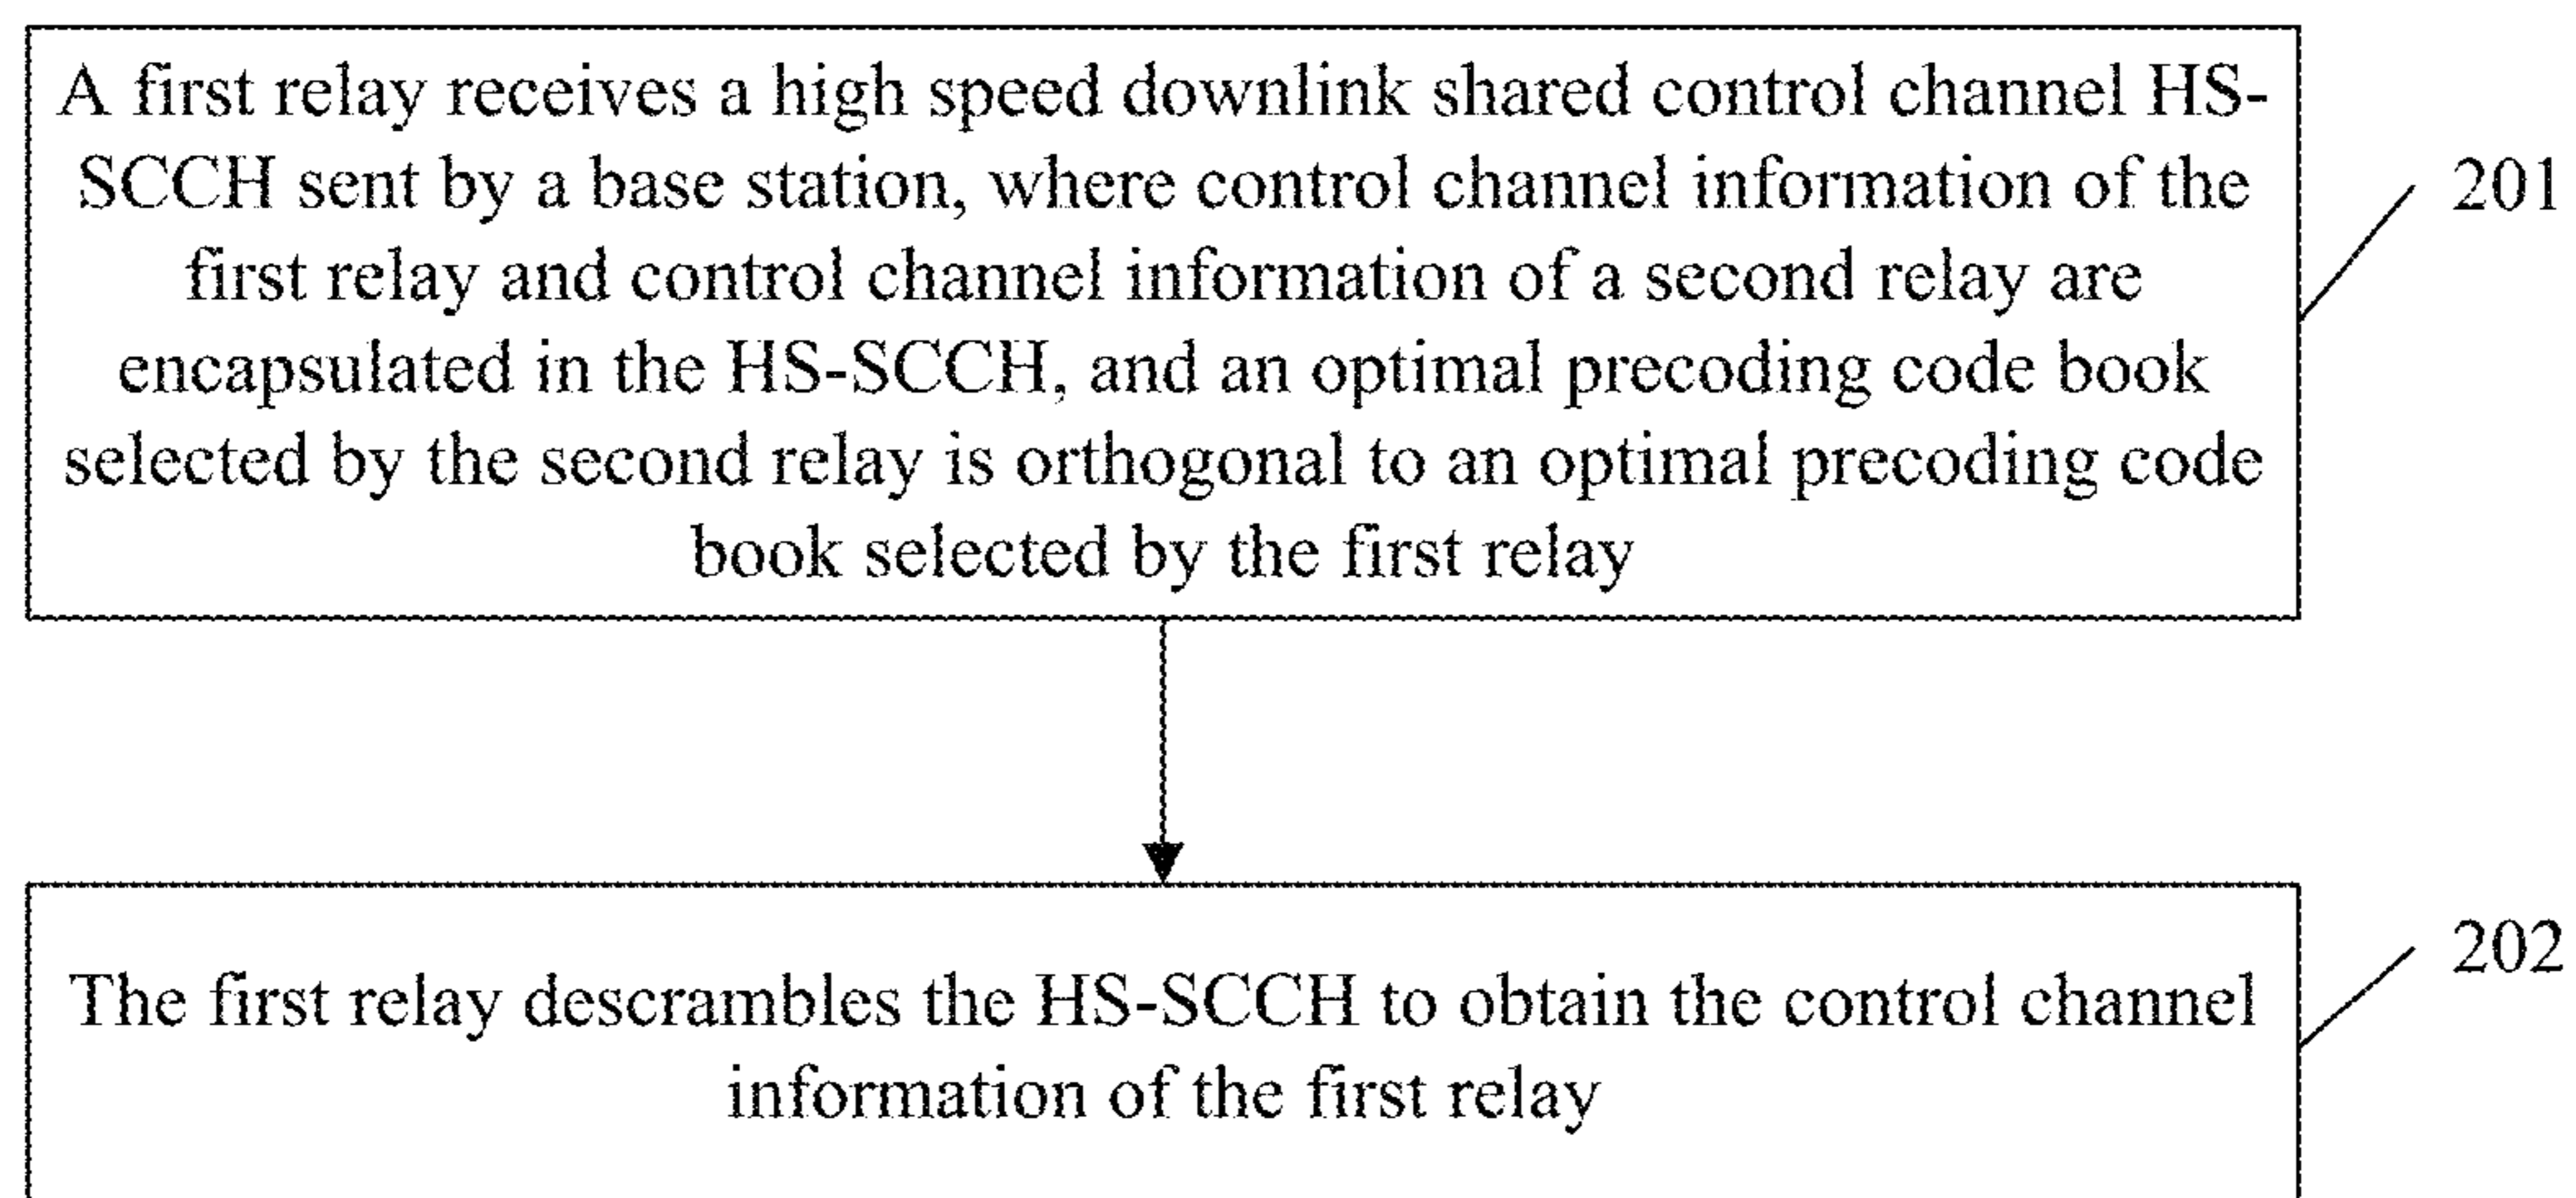 A first relay receives a high speed downlink shared control channel HS-
SCCH sent by a base station, where control channel information of the
first relay and control channel information of a second relay are
encapsulated in the HS-SCCH, and an optimal precoding code book
selected by the second relay is orthogonal to an optimal precoding code
book selected by the first relay
201
The first relay descrambles the HS-SCCH to obtain the control channel
information of the first relay
202